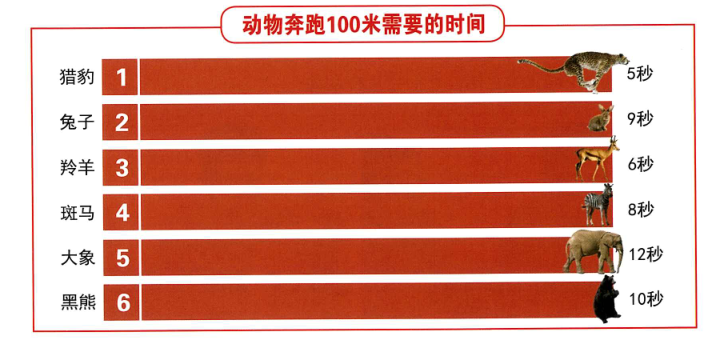 动物奔跑100米需要的时间
猎豹 1 5秒
兔子 2 9秒
羚羊 3 6秒
斑马 4 8秒
大象 5 12秒
黑熊 6 10秒